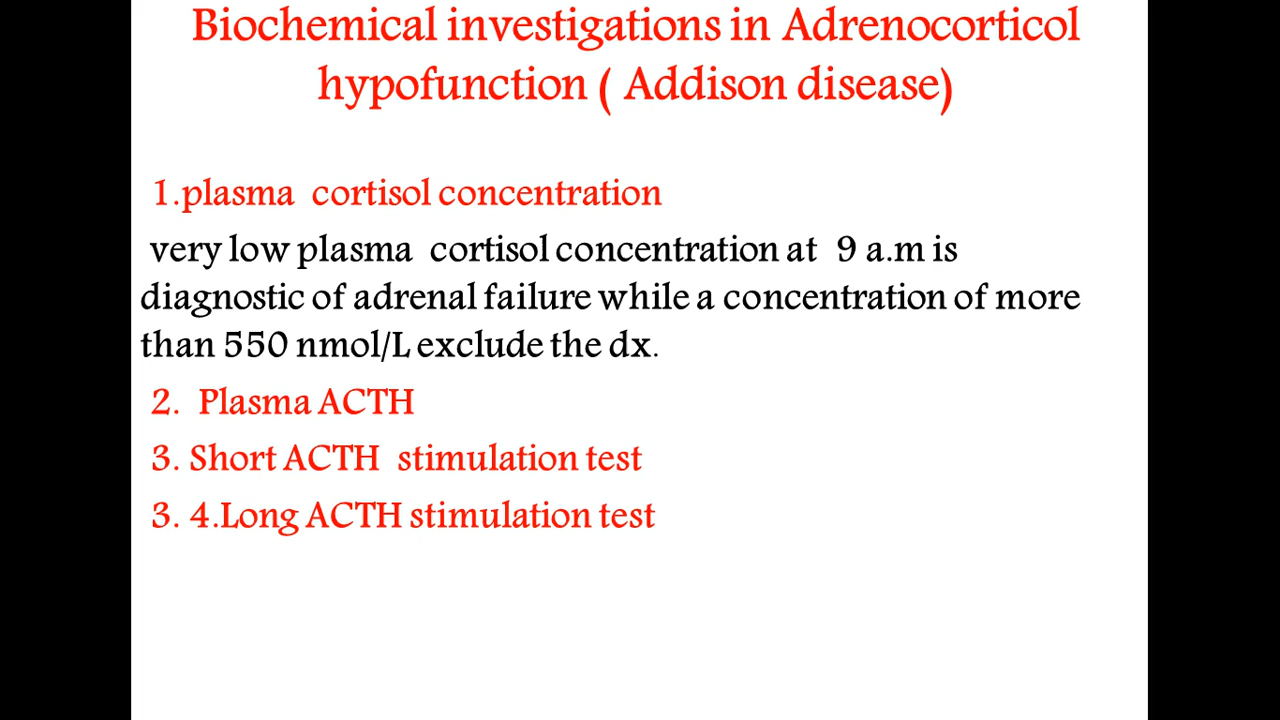 Biochemical investigations in Adrenocorticol
hypofunction ( Addison disease)
1.plasma cortisol concentration
very low plasma cortisol concentration at 9 a.m is
diagnostic of adrenal failure while a concentration of more
than 550 nmol/L exclude the dx.
2. Plasma ACTH
3. Short ACTH stimulation test
3. 4.Long ACTH stimulation test